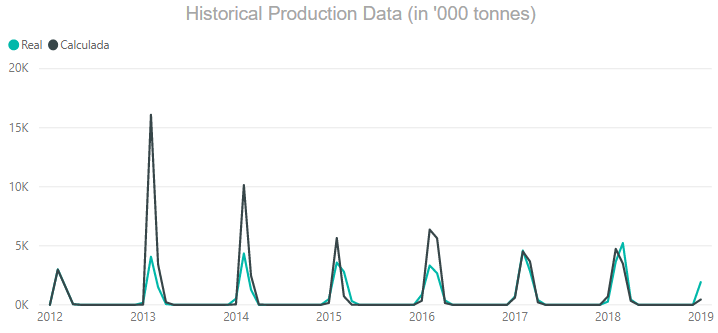 Historical Production Data (in '000 tonnes)
Real Calculada
20K
15K
10K
5K
0K
2012 2013 2014 2015 2016 2017 2018 2019